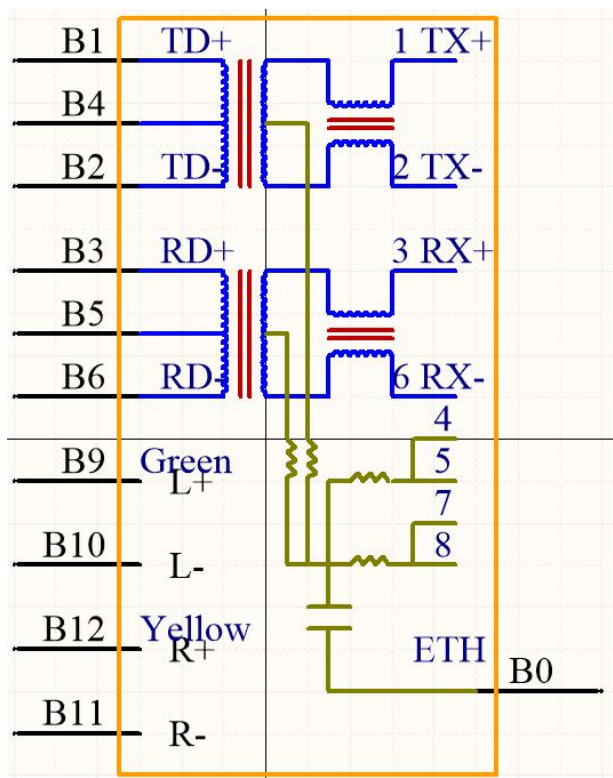 B1 TD+ 1 TX+
B4
B2 TD- 2 TX-
B3 RD+ 3 RX+
B5
B6 RD- 6 RX-
4
B9 Green 5
L+
7
B10 L- 8
B12 Yellow
R+ ETH B0
B11 R-